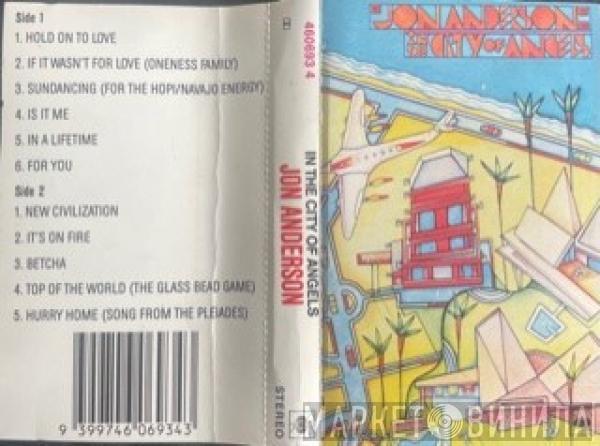 Side 1
1. HOLD ON TO LOVE
2. IF IT WASN'T FOR LOVE (ONENESS FAMILY)
3. SUNDANCING (FOR THE HOPI/NAVAJO ENERGY)
4. IS IT ME
5. IN A LIFETIME
6. FOR YOU
Side 2
1. NEW CIVILIZATION
2. IT'S ON FIRE
3. BETCHA
4. TOP OF THE WORLD (THE GLASS BEAD GAME)
5. HURRY HOME (SONG FROM THE PLEIADES)
9 399746 069343
460693 4
IN THE CITY OF ANGELS
JON ANDERSON
STEREO
JON ANDERSON
CITY OF ANGELS
МАРКЕТ ВИНИЛА